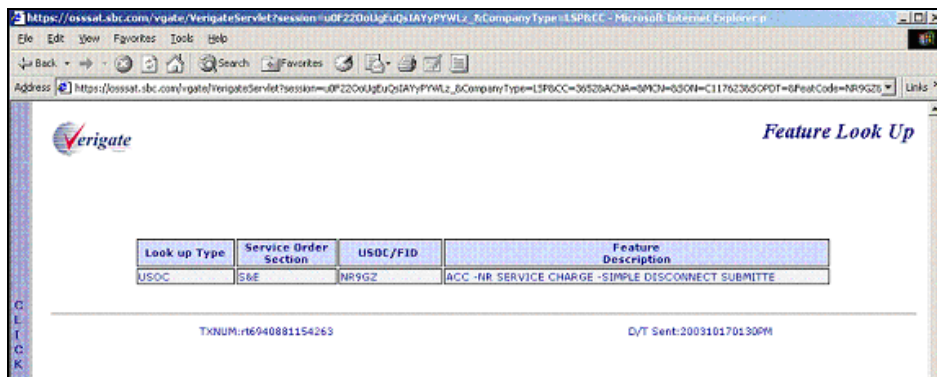 https://osssat.sbc.com/vgate/VerigateServlet?session=u0F22OoUgEuQsIAYyPYWLz_&CompanyType=LSP&CC - Microsoft Internet Explorer p
File Edit View Favorites Tools Help
Back Search Favorites
Address https://osssat.sbc.com/vgate/VerigateServlet?session=u0F22OoUgEuQsIAYyPYWLz_&CompanyType=LSP&CC=3652&ACNA=&MCN=&SON=C1176236SOPDT=&FeatCode=NR9GZ& Links »
Verigate
Feature Look Up
Look up Type Service Order Section USOC/FID Feature Description
USOC S&E NR9GZ ACC -NR SERVICE CHARGE -SIMPLE DISCONNECT SUBMITTE
TXNUM:rt6940881154263 D/T Sent:200310170130PM
C
L
I
C
K